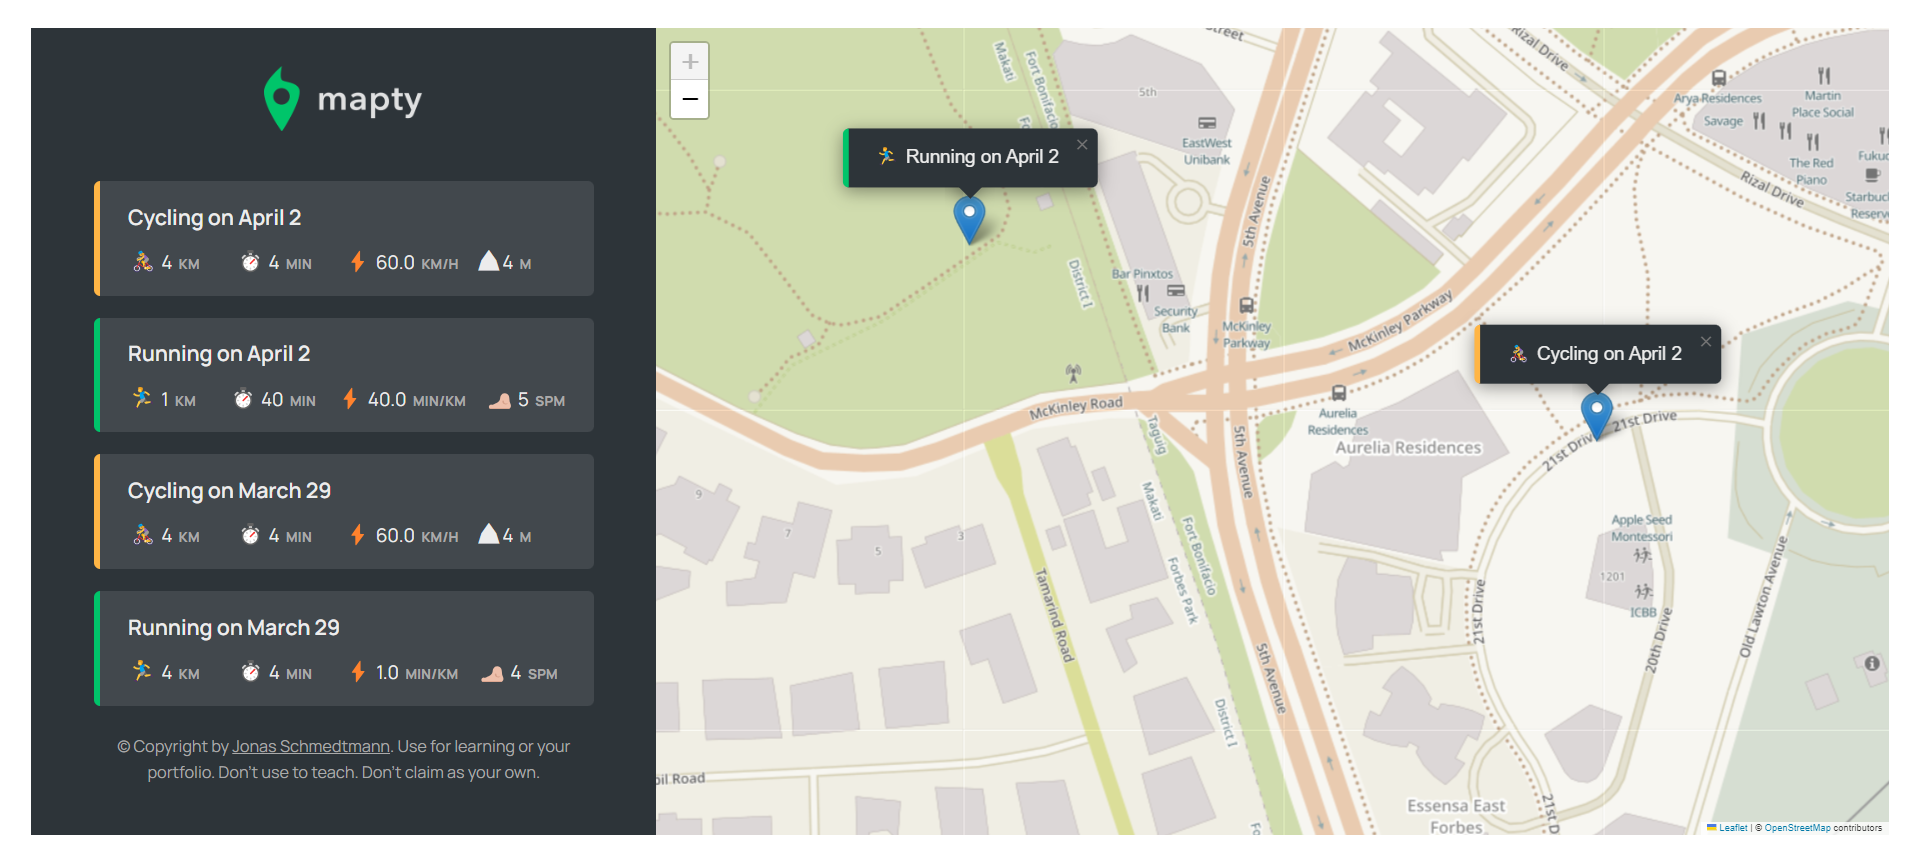 mapty
Cycling on April 2
4 KM 4 MIN 60.0 KM/H 4 M
Running on April 2
1 KM 40 MIN 40.0 MIN/KM 5 SPM
Cycling on March 29
4 KM 4 MIN 60.0 KM/H 4 M
Running on March 29
4 KM 4 MIN 1.0 MIN/KM 4 SPM
© Copyright by Jonas Schmedtmann. Use for learning or your
portfolio. Don't use to teach. Don't claim as your own.
+
−
Running on April 2 ×
Cycling on April 2 ×
Makati
Fort Bonifacio
5th
EastWest
Unibank
5th Avenue
Rizal Drive
Arya Residences
Savage
Martin
Place Social
The Red
Piano
Rizal Drive
District I
Bar Pinxtos
Security
Bank
McKinley
Parkway
McKinley Parkway
McKinley Road
Taguig
Aurelia
Residences
Aurelia Residences
21st Drive
21st Drive
5th Avenue
Makati
Fort Bonifacio
Forbes Park
9
7
5
3
Tamarind Road
Apple Seed
Montessori
1201
ICBB
21st Drive
20th Drive
Old Lawton Avenue
5th Avenue
District I
Road
Essensa East
Forbes
Leaflet | © OpenStreetMap contributors